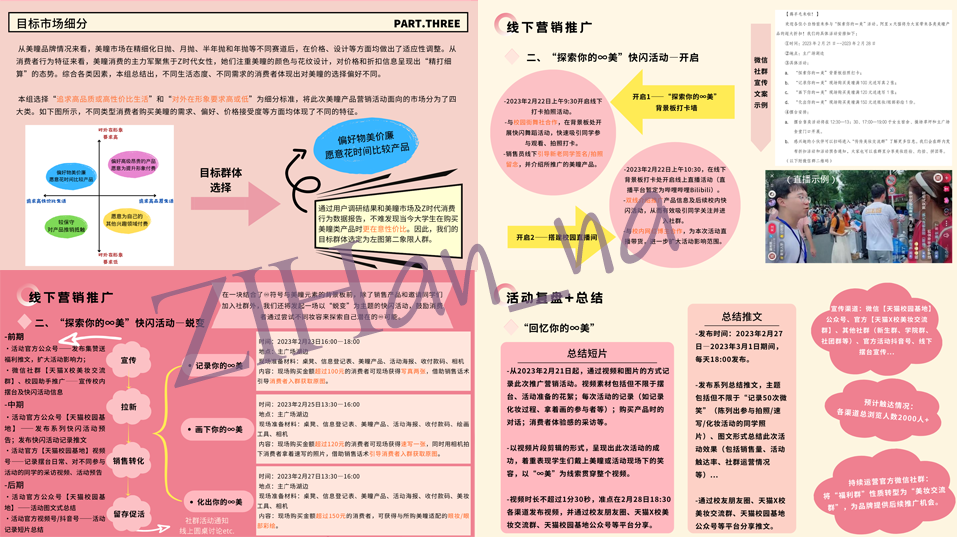 目标市场细分
PART.THREE
从美瞳品牌情况来看，美瞳市场在精细化日抛、月抛、半年抛和年抛等不同赛道后，在价格、设计等方面均做出了适应性调整。从
消费者行为特征来看，美瞳消费的主力军聚焦于Z时代女性，她们注重美瞳的颜色与花纹设计，对价格和折扣信息呈现出“精打细
算”的态势。综合各类因素，本组总结出，不同生活态度、不同需求的消费者体现出对美瞳的选择偏好不同。
本组选择“追求高品质或高性价比生活”和“对外在形象要求高或低”为细分标准，将此次美瞳产品营销活动面向的市场分为了四
大类。如下图所示，不同类型消费者购买美瞳的需求、偏好、价格接受度等方面均体现了不同的特征。
对外在形象
要求高
偏好物美价廉
愿意花时间比较产品
偏好高品质贵的产品
愿意为提升形象付费
追求高性价比生活
追求高品质生活
较保守
对产品推销抵触
愿意为自己的
其他兴趣领域付费
对外在形象
要求低
目标群体
选择
偏好物美价廉
愿意花时间比较产品
通过用户调研结果和美瞳市场及Z时代消费
行为数据报告，不难发现当今大学生在购买
美瞳类产品时更在意性价比。因此，我们的
目标群体选定为左图第二象限人群。
线下营销推广
二、“探索你的∞美”快闪活动—开启
-2023年2月22日上午9:30开启线下
打卡拍照活动。
-与校园街舞社合作，在背景板处开
展快闪舞蹈活动，快速吸引同学参
与观看、拍照打卡。
-销售员线下引导新老同学签名/拍照
留念，并介绍所推广的美瞳产品。
开启1——“探索你的∞美”
背景板打卡墙
开启2——搭建校园直播间
-2023年2月22日上午10:30，在线下
背景板打卡处开启线上直播活动（直
播平台暂定为哔哩哔哩Bilibili）。
产品信息及后续校内快
闪活动，从而有效吸引同学关注并进
入社群。
为本次活动直
播带货，进一步扩大活动影响范围。
微信
社群
宣传
文案
示例
（直播示例）
线下营销推广
二、“探索你的∞美”快闪活动—蜕变
在一块结合了∞符号与美瞳元素的背景板前，除了销售产品和邀请同学们
加入社群外，我们还将发起一场以“蜕变”为主题的快闪活动，鼓励消费
者通过尝试不同妆容来探索自己潜在的∞可能。
-前期
·活动官方公众号——发布集赞送
福利推文，扩大活动影响力；
·微信社群【天猫X校美妆交流
群】、校园助手推广——宣传校内
摆台及快闪活动信息
-中期
·活动官方公众号【天猫校园基
地】——发布系列快闪活动预
告；发布快闪活动记录推文
·活动官方【天猫校园基地】视频
号——记录摆台日常、对不同参与
活动的同学的采访视频、活动预告
-后期
·活动官方公众号【天猫校园基
地】——活动图文式总结
·活动官方视频号/抖音号——活动
记录短片总结
宣传
拉新
销售转化
留存促活
社群活动通知
线上圆桌讨论etc.
• 记录你的∞美
时间：2023年2月23日16:00—18:00
地点：主广场湖边
现场准备材料：桌凳、信息登记表、美瞳产品、活动海报、收付款码、相机
内容：现场购买金额超过100元的消费者可现场获得写真两张，借助销售话术
引导消费者入群获取原图。
• 画下你的∞美
时间：2023年2月25日13:30—16:00
地点：主广场湖边
现场准备材料：桌凳、信息登记表、美瞳产品、活动海报、收付款码、绘画
工具、相机
内容：现场购买金额超过120元的消费者可现场获得速写一张，同时用相机拍
下消费者拿着速写的照片，借助销售话术引导消费者入群获取原图。
• 化出你的∞美
时间：2023年2月27日13:30—16:00
地点：主广场湖边
现场准备材料：桌凳、信息登记表、美瞳产品、活动海报、收付款码、美妆
工具、相机
内容：现场购买金额超过150元的消费者，可获得与所购美瞳适配的眼妆/眼
部彩绘。
活动复盘+总结
“回忆你的∞美”
总结短片
-从2023年2月21日起，通过视频和图片的方式记
录此次推广营销活动。视频素材包括但不限于摆
台、活动准备的花絮；每次活动的记录（如记录
化妆过程、拿着画的参与者等）；购买产品时的
对话；消费者体验感的采访等。
-以视频片段剪辑的形式，呈现出此次活动的成
功，着重表现学生们戴上美瞳或活动现场下的笑
容，以“∞美”为线索贯穿整个视频。
-视频时长不超过1分30秒，准点在2月28日18:30
各渠道发布视频，并通过校友朋友圈、天猫X校美
妆交流群、天猫校园基地公众号等平台分享。
总结推文
-发布时间：2023年2月27
日—2023年3月1日期间，
每天18:00发布。
-发布系列总结推文，主题
包括但不限于“记录50次微
笑”（陈列出参与拍照/速
写/化妆活动的同学照
片）、图文形式总结此次活
动效果（包括销售量、活动
触达率、社群运营情况
等）...
-通过校友朋友圈、天猫X校
美妆交流群、天猫校园基地
公众号等平台分享推文。
宣传渠道：微信【天猫校园基地】
公众号、官方【天猫X校美妆交流
群】，其他社群（新生群、学院群、
社团群等）、官方活动抖音号、线下
摆台宣传...
预计触达情况：
各渠道总浏览人数2000人+
持续运营官方微信社群：
将“福利群”性质转型为“美妆交流
群”，为品牌提供后续推广机会。
ZIHan_na